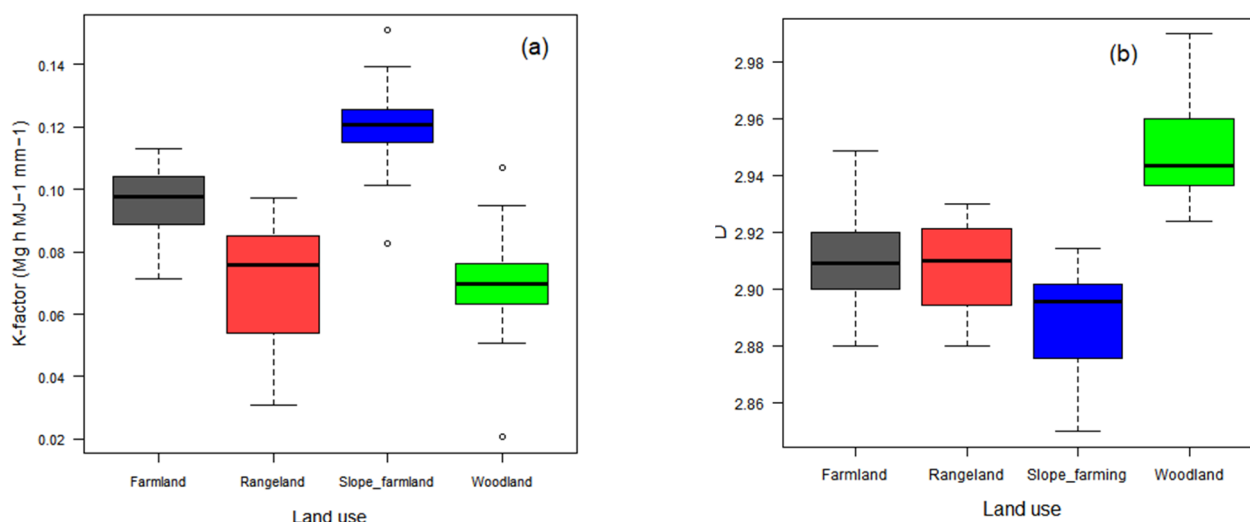 (a)
K-factor (Mg h MJ−1 mm−1)
0.14
0.12
0.10
0.08
0.06
0.04
0.02
Farmland Rangeland Slope_farmland Woodland
Land use
(b)
D
2.98
2.96
2.94
2.92
2.90
2.88
2.86
Farmland Rangeland Slope_farming Woodland
Land use